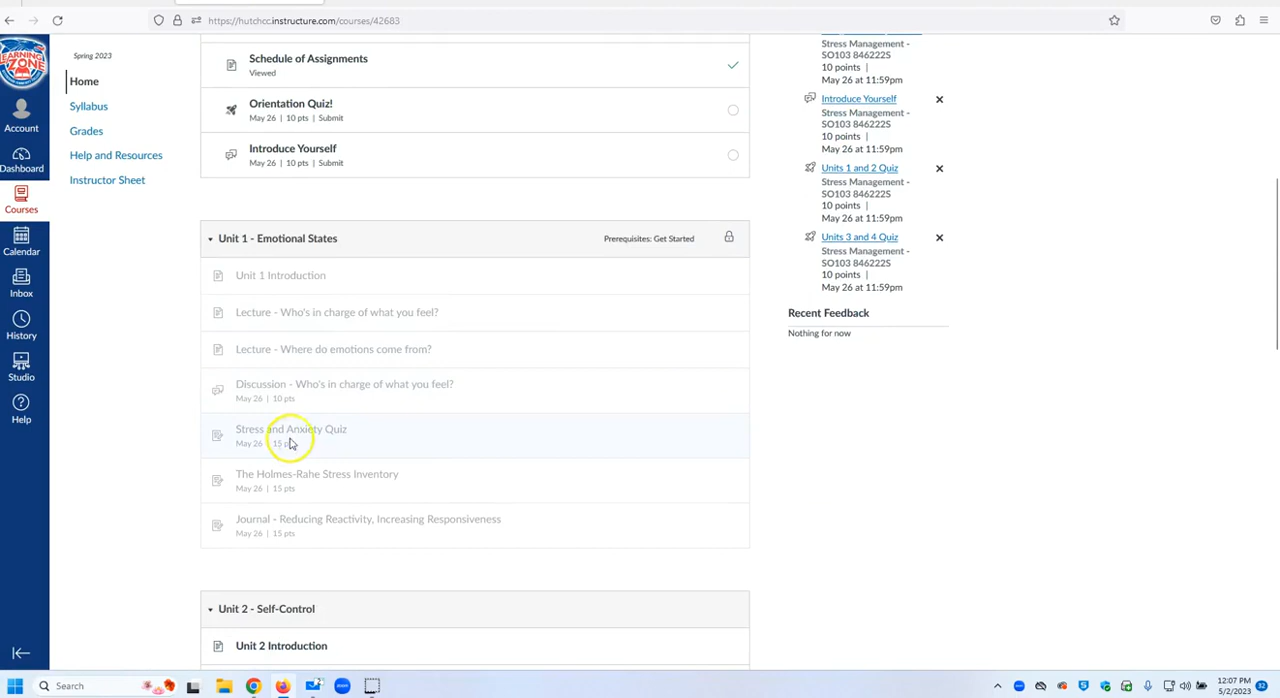 https://hutchcc.instructure.com/courses/42683
LEARNING
ZONE
Account
Dashboard
Courses
Calendar
Inbox
History
Studio
Help
Spring 2023
Home
Syllabus
Grades
Help and Resources
Instructor Sheet
Schedule of Assignments
Viewed
Orientation Quiz!
May 26 | 10 pts | Submit
Introduce Yourself
May 26 | 10 pts | Submit
Unit 1 - Emotional States
Prerequisites: Get Started
Unit 1 Introduction
Lecture - Who's in charge of what you feel?
Lecture - Where do emotions come from?
Discussion - Who's in charge of what you feel?
May 26 | 10 pts
Stress and Anxiety Quiz
May 26 | 15 pts
The Holmes-Rahe Stress Inventory
May 26 | 15 pts
Journal - Reducing Reactivity, Increasing Responsiveness
May 26 | 15 pts
Unit 2 - Self-Control
Unit 2 Introduction
Stress Management -
SO103 846222S
10 points |
May 26 at 11:59pm
Introduce Yourself
Stress Management -
SO103 846222S
10 points |
May 26 at 11:59pm
Units 1 and 2 Quiz
Stress Management -
SO103 846222S
10 points |
May 26 at 11:59pm
Units 3 and 4 Quiz
Stress Management -
SO103 846222S
10 points |
May 26 at 11:59pm
Recent Feedback
Nothing for now
Search
12:07 PM
5/2/2023